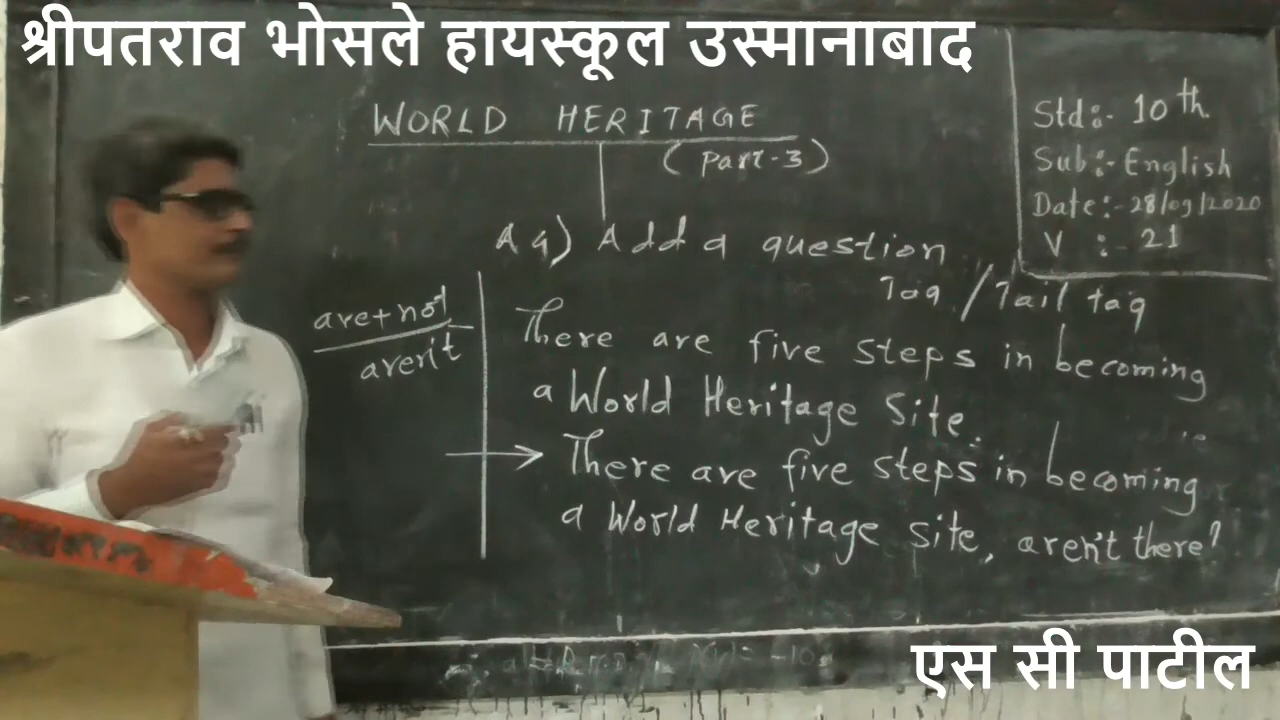 श्रीपतराव भोसले हायस्कूल उस्मानाबाद
WORLD HERITAGE
(Part-3)
Std:- 10th
Sub:- English
Date:- 28/09/2020
V :- 21
A4) Add a question
Tag / Tail tag
are+not
aren't
There are five steps in becoming
a World Heritage Site.
There are five steps in becoming
a World Heritage Site, aren't there?
एस सी पाटील